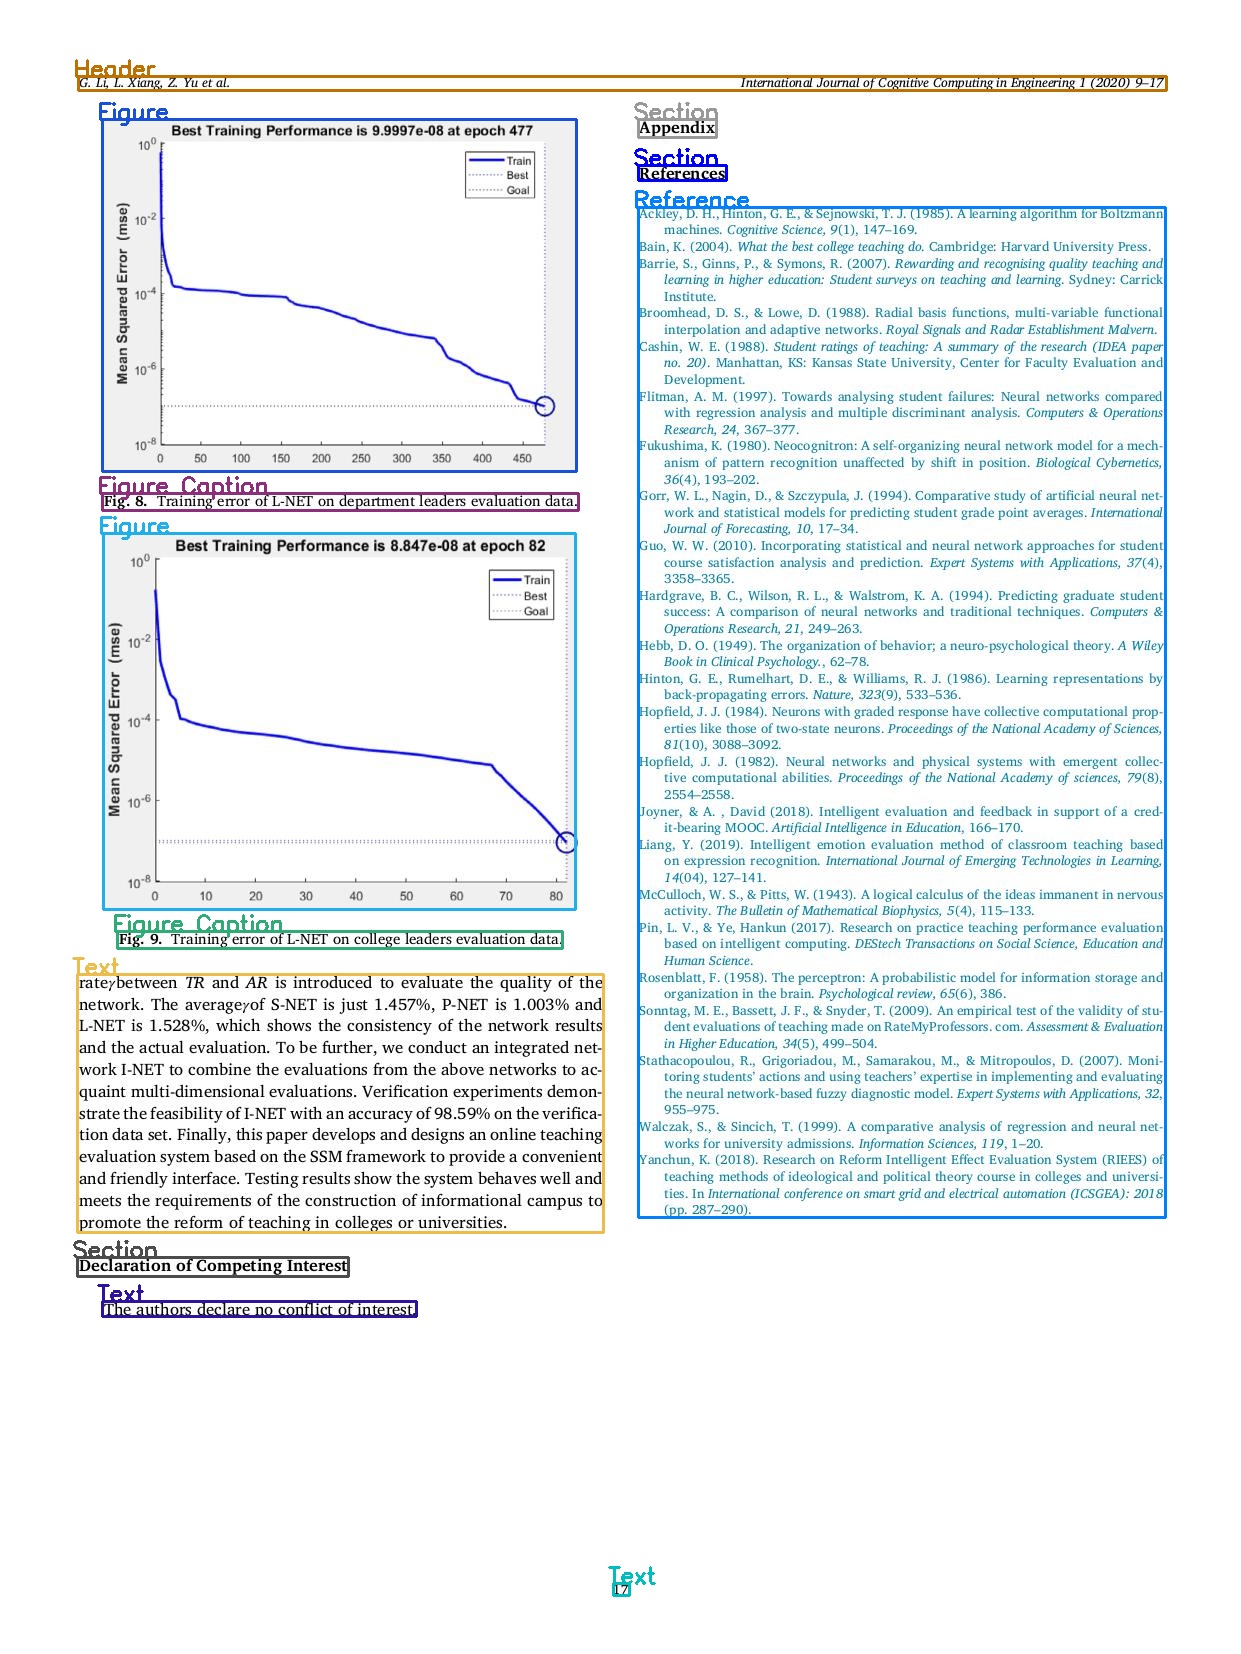 Header
G. Li, L. Xiang, Z. Yu et al.
International Journal of Cognitive Computing in Engineering 1 (2020) 9–17
Figure
Best Training Performance is 9.9997e-08 at epoch 477
Mean Squared Error (mse)
10^0
10^-2
10^-4
10^-6
10^-8
Train
Best
Goal
0 50 100 150 200 250 300 350 400 450
Figure Caption
Fig. 8. Training error of L-NET on department leaders evaluation data.
Figure
Best Training Performance is 8.847e-08 at epoch 82
Mean Squared Error (mse)
10^0
10^-2
10^-4
10^-6
10^-8
Train
Best
Goal
0 10 20 30 40 50 60 70 80
Figure Caption
Fig. 9. Training error of L-NET on college leaders evaluation data.
Text
rateγbetween TR and AR is introduced to evaluate the quality of the
network. The averageγof S-NET is just 1.457%, P-NET is 1.003% and
L-NET is 1.528%, which shows the consistency of the network results
and the actual evaluation. To be further, we conduct an integrated net-
work I-NET to combine the evaluations from the above networks to ac-
quaint multi-dimensional evaluations. Verification experiments demon-
strate the feasibility of I-NET with an accuracy of 98.59% on the verifica-
tion data set. Finally, this paper develops and designs an online teaching
evaluation system based on the SSM framework to provide a convenient
and friendly interface. Testing results show the system behaves well and
meets the requirements of the construction of informational campus to
promote the reform of teaching in colleges or universities.
Section
Declaration of Competing Interest
Text
The authors declare no conflict of interest.
Section
Appendix
Section
References
Reference
Ackley, D. H., Hinton, G. E., & Sejnowski, T. J. (1985). A learning algorithm for Boltzmann
machines. Cognitive Science, 9(1), 147–169.
Bain, K. (2004). What the best college teaching do. Cambridge: Harvard University Press.
Barrie, S., Ginns, P., & Symons, R. (2007). Rewarding and recognising quality teaching and
learning in higher education: Student surveys on teaching and learning. Sydney: Carrick
Institute.
Broomhead, D. S., & Lowe, D. (1988). Radial basis functions, multi-variable functional
interpolation and adaptive networks. Royal Signals and Radar Establishment Malvern.
Cashin, W. E. (1988). Student ratings of teaching: A summary of the research (IDEA paper
no. 20). Manhattan, KS: Kansas State University, Center for Faculty Evaluation and
Development.
Flitman, A. M. (1997). Towards analysing student failures: Neural networks compared
with regression analysis and multiple discriminant analysis. Computers & Operations
Research, 24, 367–377.
Fukushima, K. (1980). Neocognitron: A self-organizing neural network model for a mech-
anism of pattern recognition unaffected by shift in position. Biological Cybernetics,
36(4), 193–202.
Gorr, W. L., Nagin, D., & Szczypula, J. (1994). Comparative study of artificial neural net-
work and statistical models for predicting student grade point averages. International
Journal of Forecasting, 10, 17–34.
Guo, W. W. (2010). Incorporating statistical and neural network approaches for student
course satisfaction analysis and prediction. Expert Systems with Applications, 37(4),
3358–3365.
Hardgrave, B. C., Wilson, R. L., & Walstrom, K. A. (1994). Predicting graduate student
success: A comparison of neural networks and traditional techniques. Computers &
Operations Research, 21, 249–263.
Hebb, D. O. (1949). The organization of behavior; a neuro-psychological theory. A Wiley
Book in Clinical Psychology., 62–78.
Hinton, G. E., Rumelhart, D. E., & Williams, R. J. (1986). Learning representations by
back-propagating errors. Nature, 323(9), 533–536.
Hopfield, J. J. (1984). Neurons with graded response have collective computational prop-
erties like those of two-state neurons. Proceedings of the National Academy of Sciences,
81(10), 3088–3092.
Hopfield, J. J. (1982). Neural networks and physical systems with emergent collec-
tive computational abilities. Proceedings of the National Academy of sciences, 79(8),
2554–2558.
Joyner, & A. , David (2018). Intelligent evaluation and feedback in support of a cred-
it-bearing MOOC. Artificial Intelligence in Education, 166–170.
Liang, Y. (2019). Intelligent emotion evaluation method of classroom teaching based
on expression recognition. International Journal of Emerging Technologies in Learning,
14(04), 127–141.
McCulloch, W. S., & Pitts, W. (1943). A logical calculus of the ideas immanent in nervous
activity. The Bulletin of Mathematical Biophysics, 5(4), 115–133.
Pin, L. V., & Ye, Hankun (2017). Research on practice teaching performance evaluation
based on intelligent computing. DEStech Transactions on Social Science, Education and
Human Science.
Rosenblatt, F. (1958). The perceptron: A probabilistic model for information storage and
organization in the brain. Psychological review, 65(6), 386.
Sonntag, M. E., Bassett, J. F., & Snyder, T. (2009). An empirical test of the validity of stu-
dent evaluations of teaching made on RateMyProfessors. com. Assessment & Evaluation
in Higher Education, 34(5), 499–504.
Stathacopoulou, R., Grigoriadou, M., Samarakou, M., & Mitropoulos, D. (2007). Moni-
toring students’ actions and using teachers’ expertise in implementing and evaluating
the neural network-based fuzzy diagnostic model. Expert Systems with Applications, 32,
955–975.
Walczak, S., & Sincich, T. (1999). A comparative analysis of regression and neural net-
works for university admissions. Information Sciences, 119, 1–20.
Yanchun, K. (2018). Research on Reform Intelligent Effect Evaluation System (RIEES) of
teaching methods of ideological and political theory course in colleges and universi-
ties. In International conference on smart grid and electrical automation (ICSGEA): 2018
(pp. 287–290).
Text
17